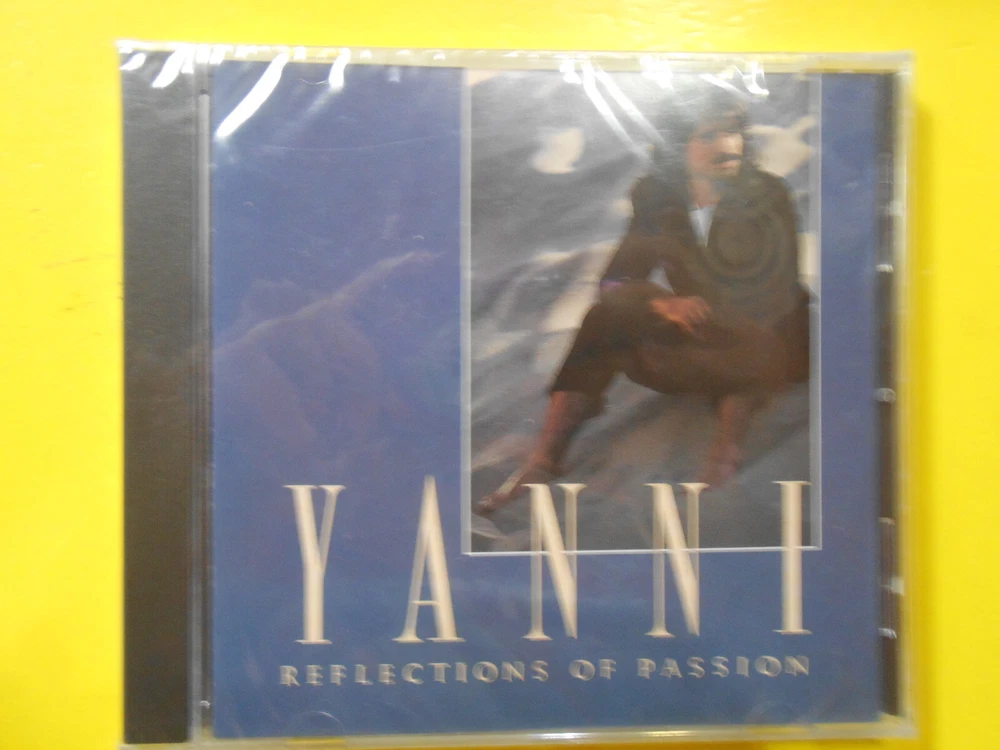 YANNI
REFLECTIONS OF PASSION